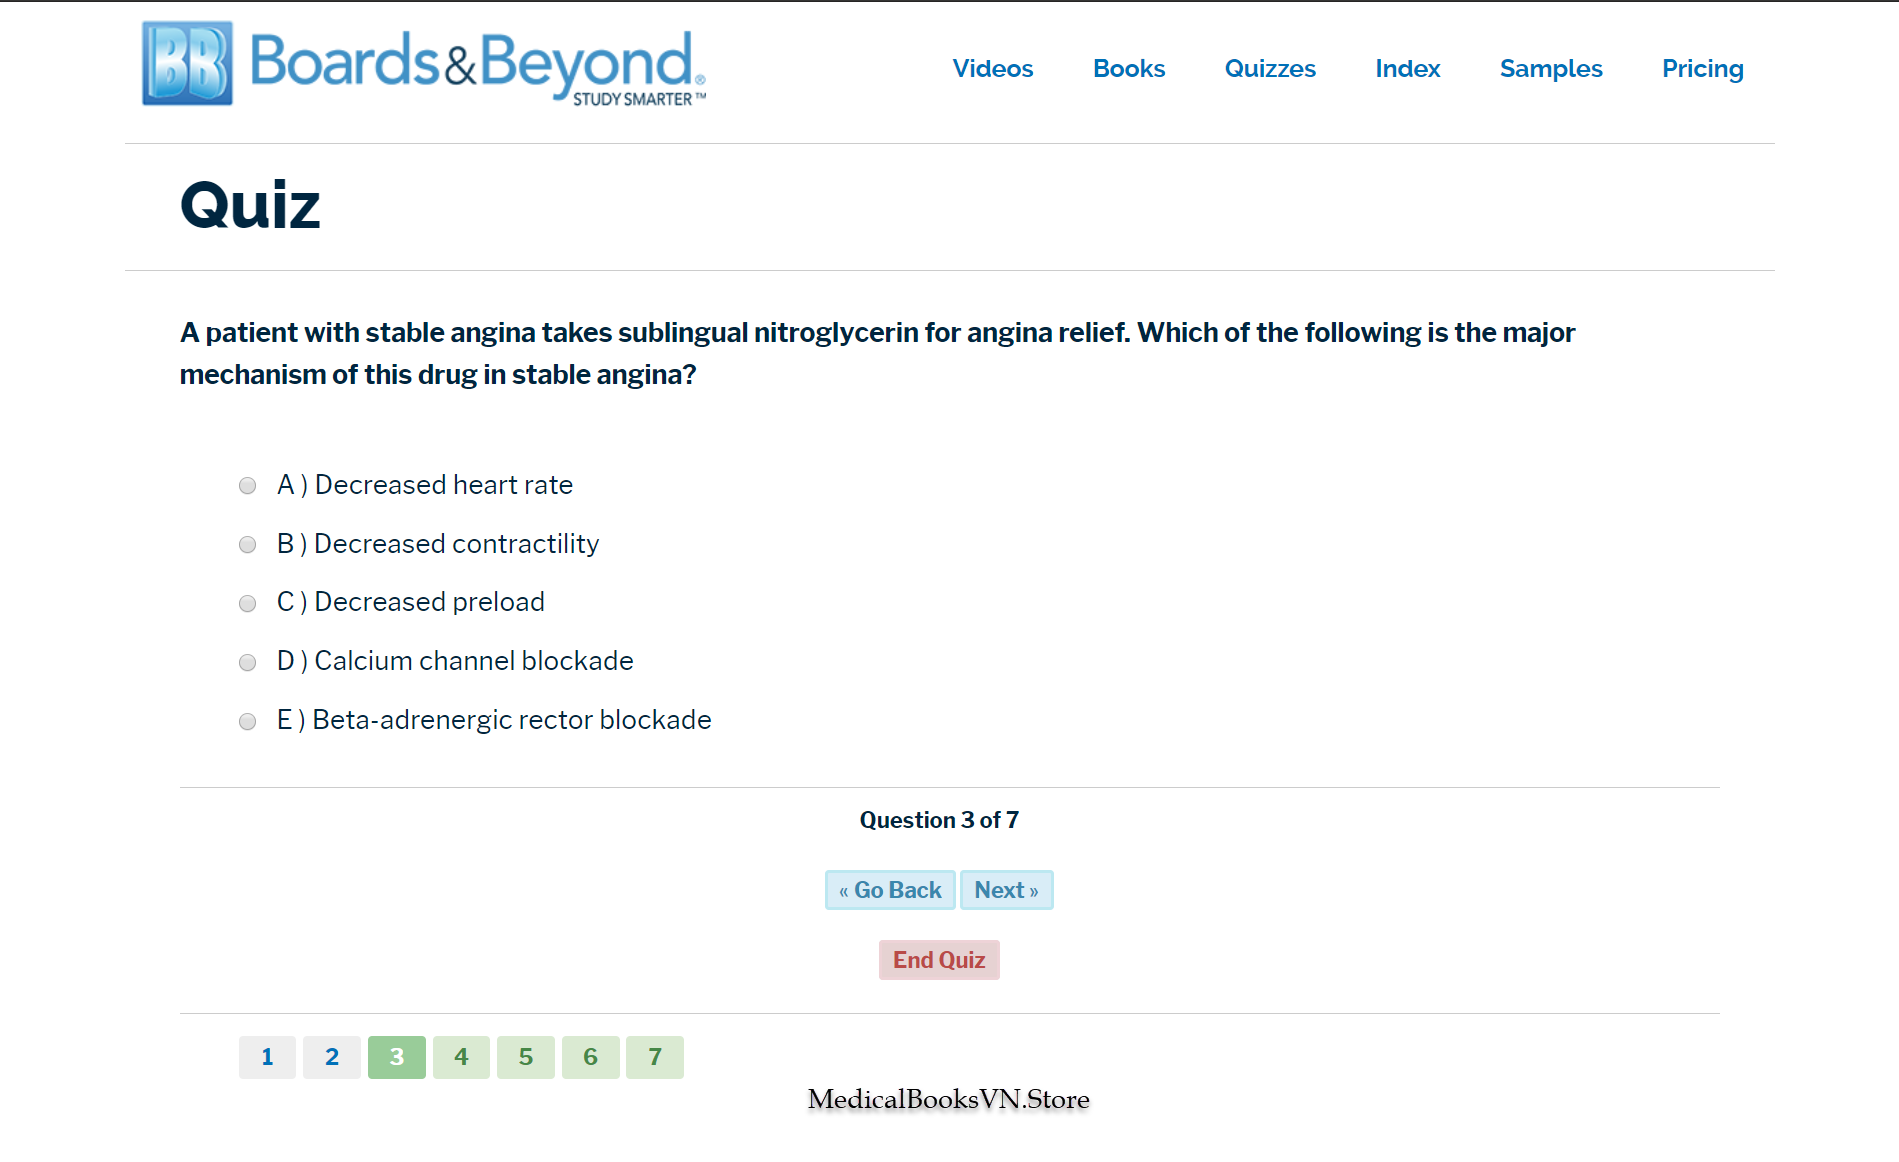 BB Boards&Beyond®
STUDY SMARTER™
Videos Books Quizzes Index Samples Pricing
Quiz
A patient with stable angina takes sublingual nitroglycerin for angina relief. Which of the following is the major
mechanism of this drug in stable angina?
A ) Decreased heart rate
B ) Decreased contractility
C ) Decreased preload
D ) Calcium channel blockade
E ) Beta-adrenergic rector blockade
Question 3 of 7
« Go Back Next »
End Quiz
1 2 3 4 5 6 7
MedicalBooksVN.Store